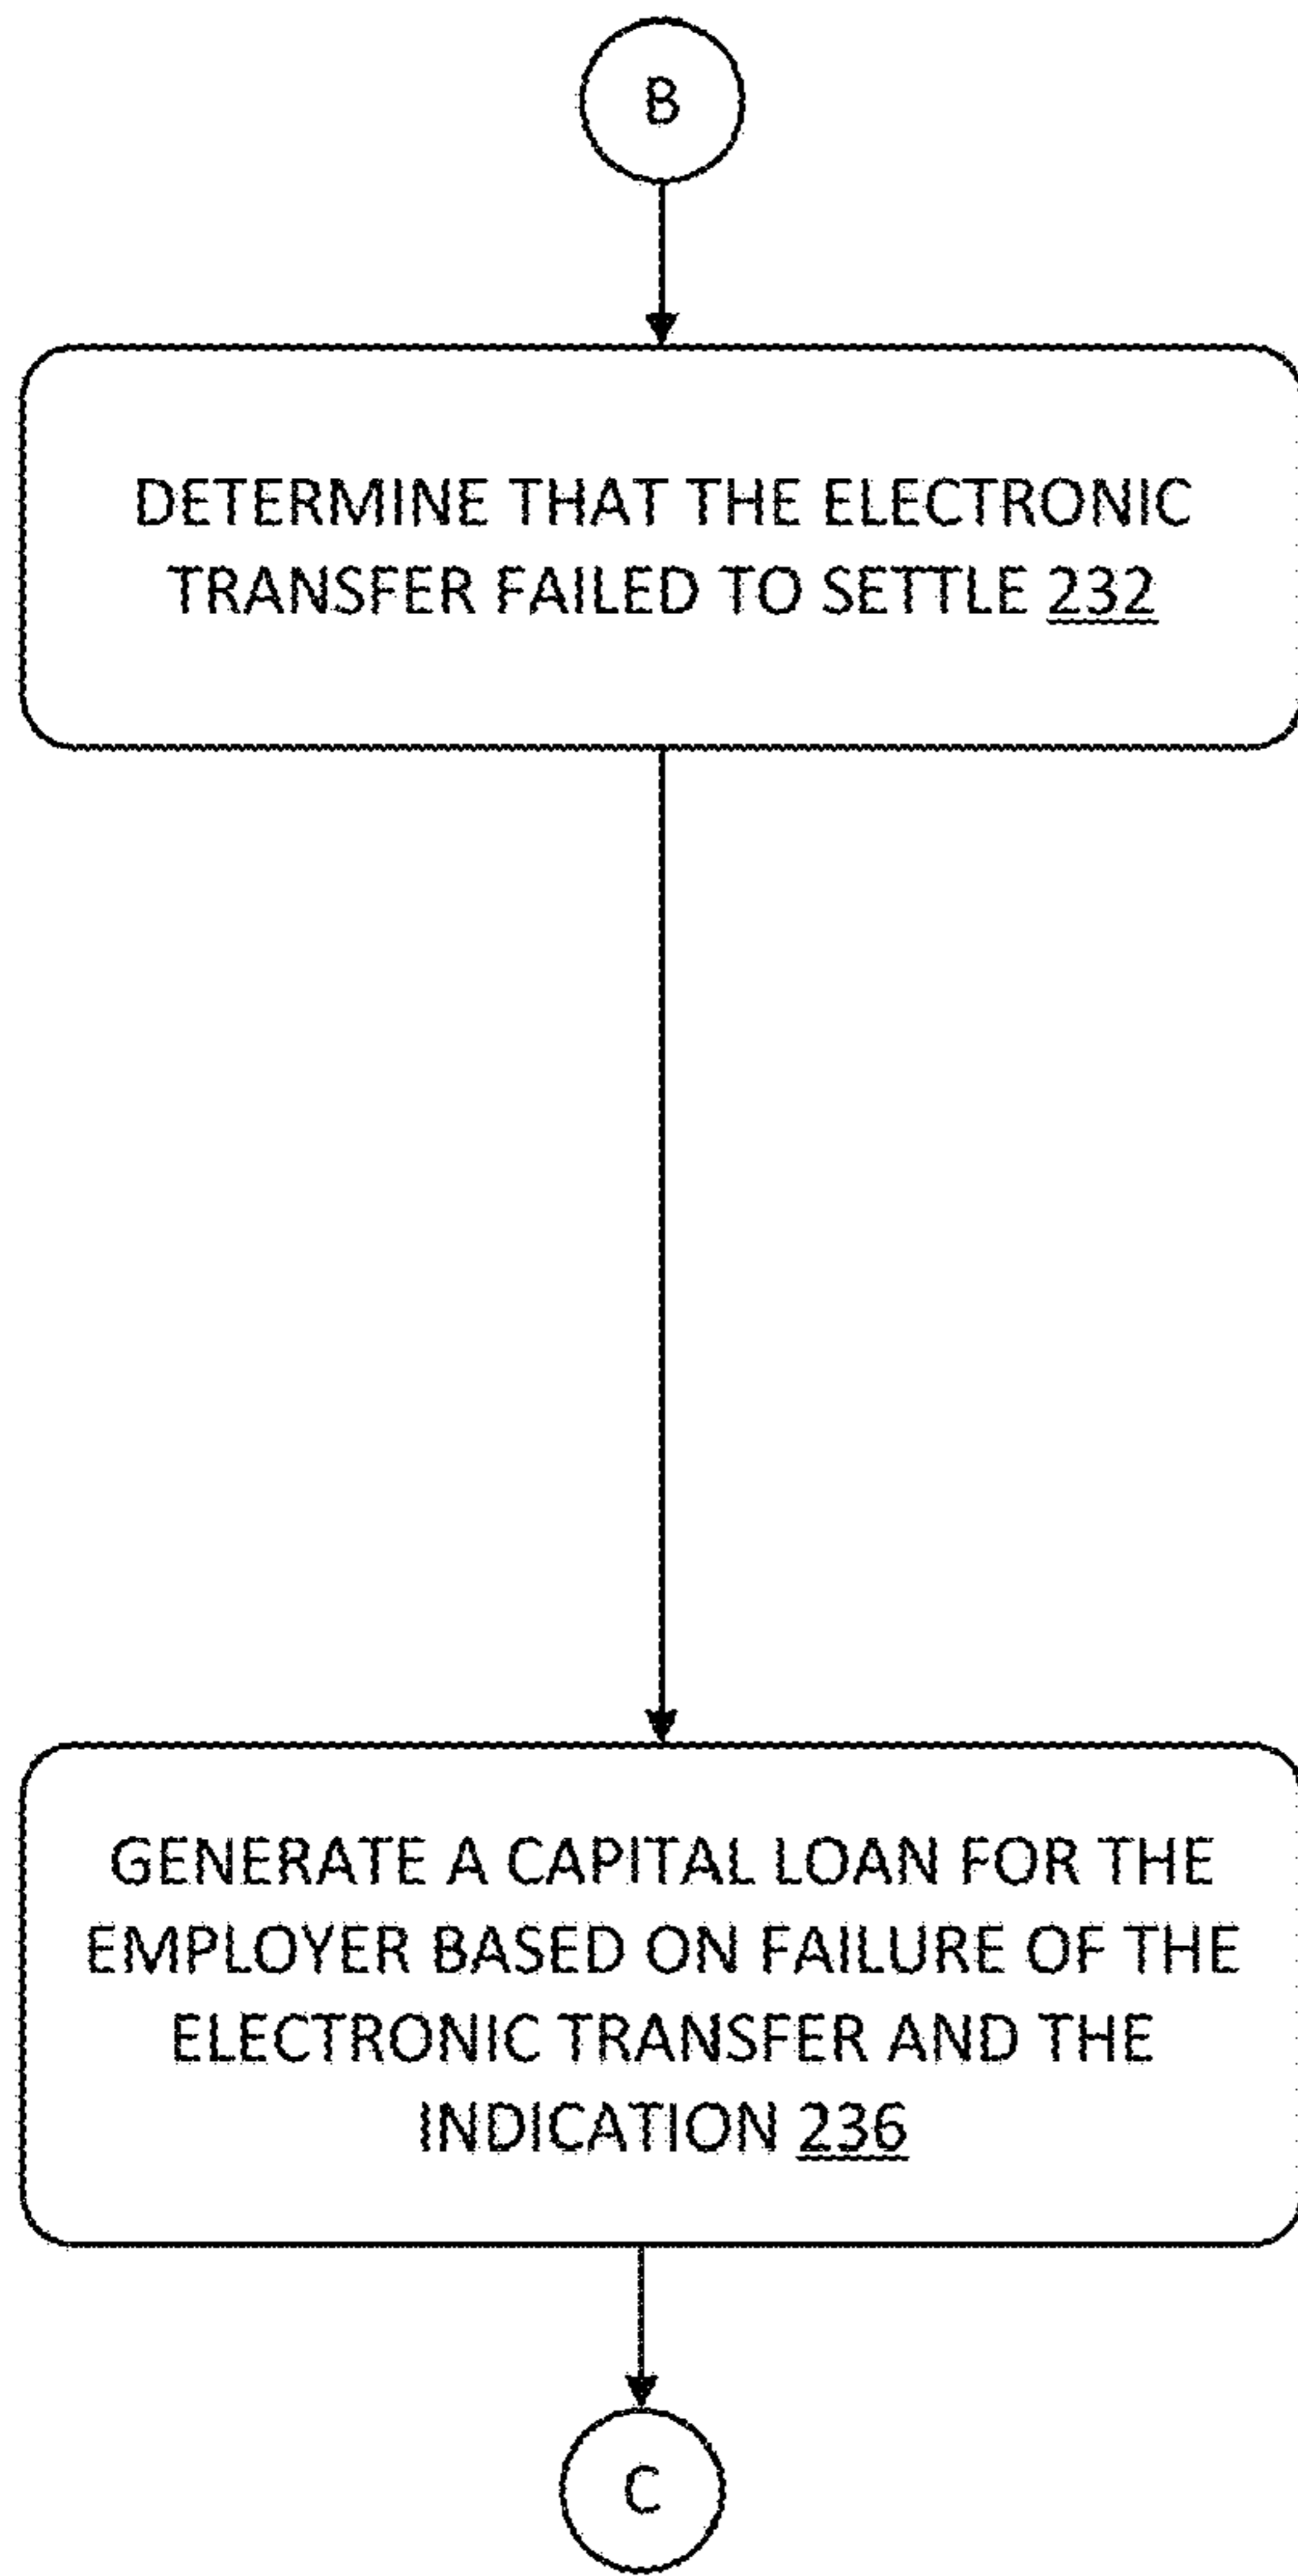 B
DETERMINE THAT THE ELECTRONIC
TRANSFER FAILED TO SETTLE 232
GENERATE A CAPITAL LOAN FOR THE
EMPLOYER BASED ON FAILURE OF THE
ELECTRONIC TRANSFER AND THE
INDICATION 236
C